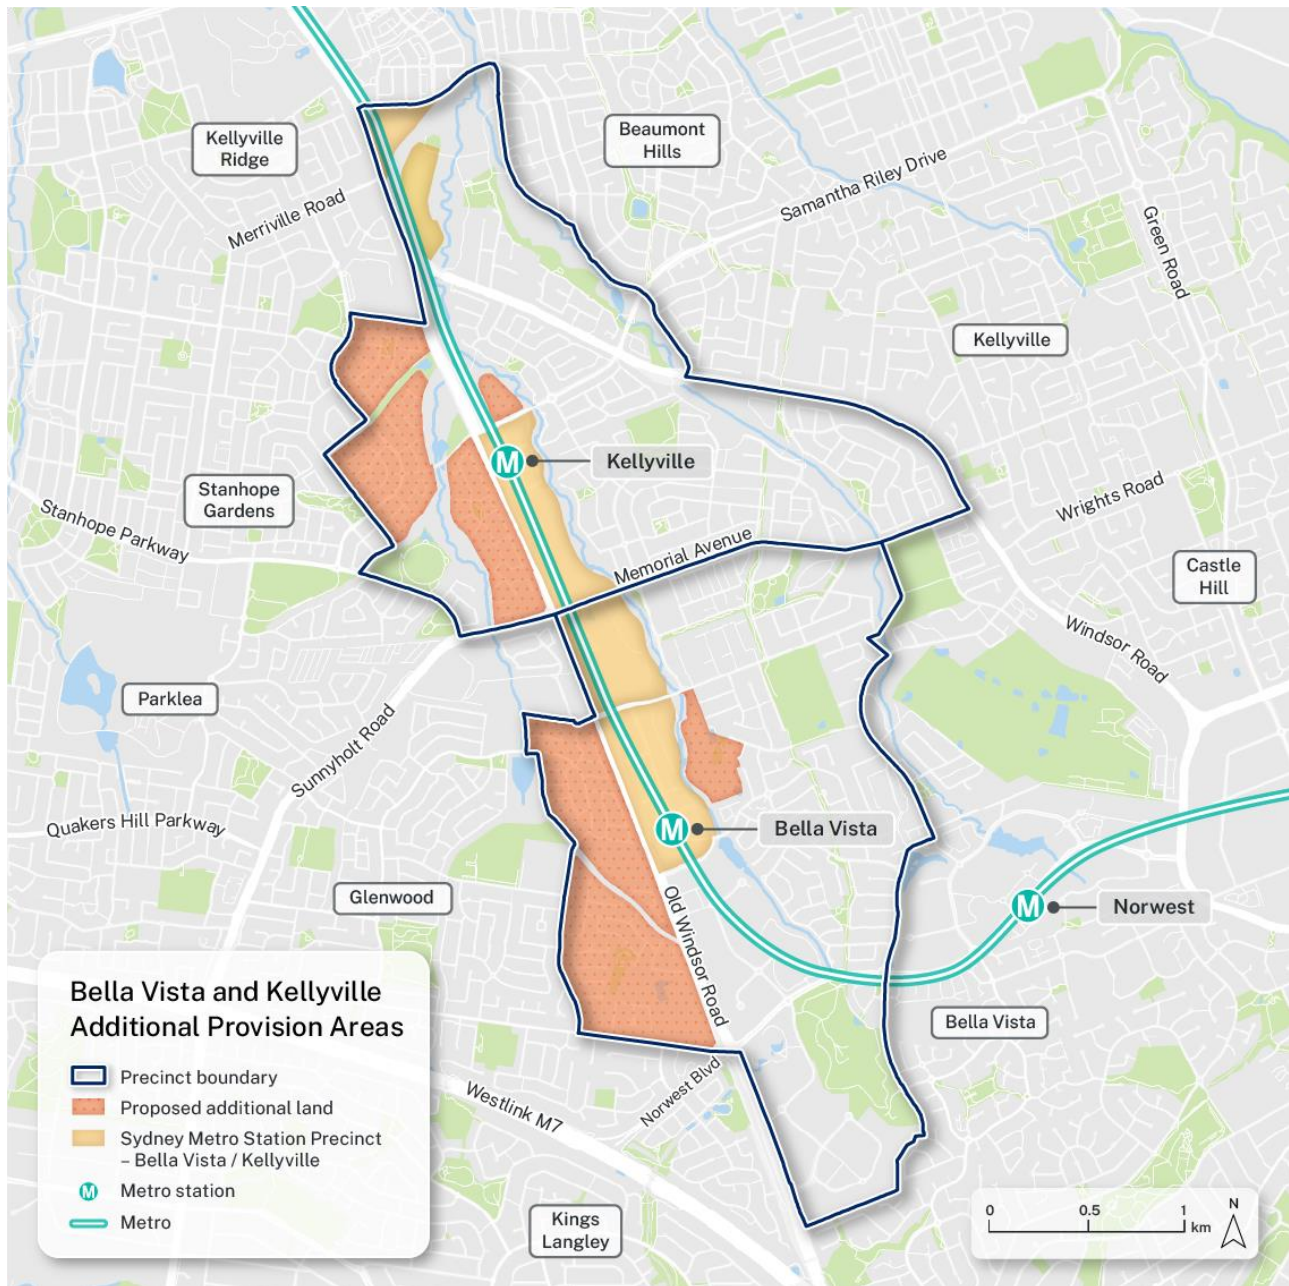 Kellyville
Ridge
Beaumont
Hills
Samantha Riley Drive
Merriville Road
Green Road
Kellyville
M
Kellyville
Stanhope
Gardens
Stanhope Parkway
Wrights Road
Memorial Avenue
Castle
Hill
Windsor Road
Parklea
Sunnyholt Road
Quakers Hill Parkway
M
Bella Vista
Glenwood
Old Windsor Road
M
Norwest
Bella Vista
Norwest Blvd
Westlink M7
Kings
Langley
Bella Vista and Kellyville
Additional Provision Areas
Precinct boundary
Proposed additional land
Sydney Metro Station Precinct
– Bella Vista / Kellyville
M Metro station
Metro
0 0.5 1
km
N